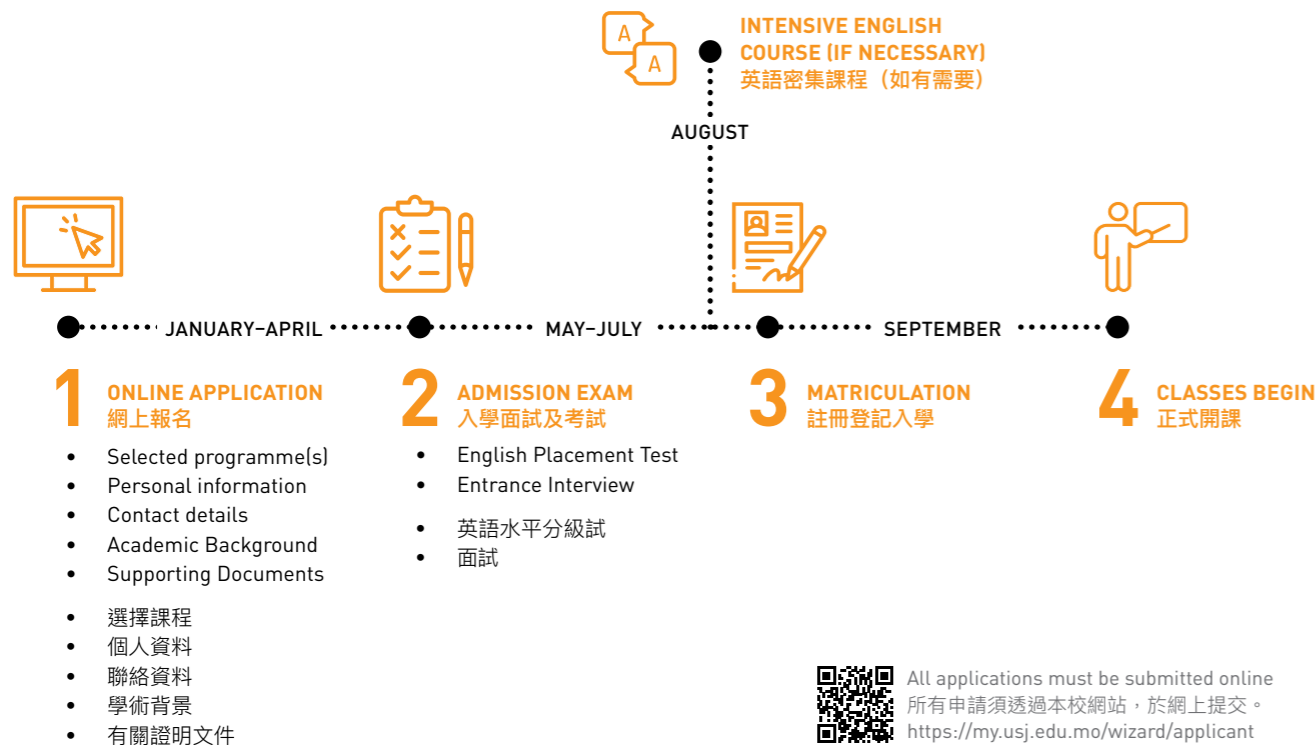 A
A
INTENSIVE ENGLISH
COURSE (IF NECESSARY)
英語密集課程（如有需要）
AUGUST
JANUARY–APRIL
MAY–JULY
SEPTEMBER
1
ONLINE APPLICATION
網上報名
• Selected programme(s)
• Personal information
• Contact details
• Academic Background
• Supporting Documents
• 選擇課程
• 個人資料
• 聯絡資料
• 學術背景
• 有關證明文件
2
ADMISSION EXAM
入學面試及考試
• English Placement Test
• Entrance Interview
• 英語水平分級試
• 面試
3
MATRICULATION
註冊登記入學
4
CLASSES BEGIN
正式開課
All applications must be submitted online
所有申請須透過本校網站，於網上提交。
https://my.usj.edu.mo/wizard/applicant